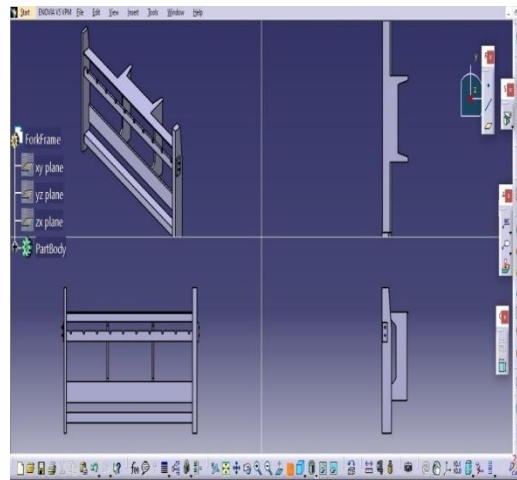 Start ENOVIA V5 VPM File Edit View Insert Tools Window Help
ForkFrame
xy plane
yz plane
zx plane
PartBody